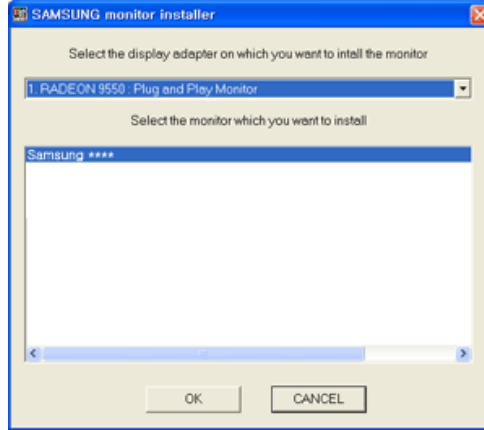 SAMSUNG monitor installer
Select the display adapter on which you want to intall the monitor
1. RADEON 9550 : Plug and Play Monitor
Select the monitor which you want to install
Samsung ****
OK
CANCEL